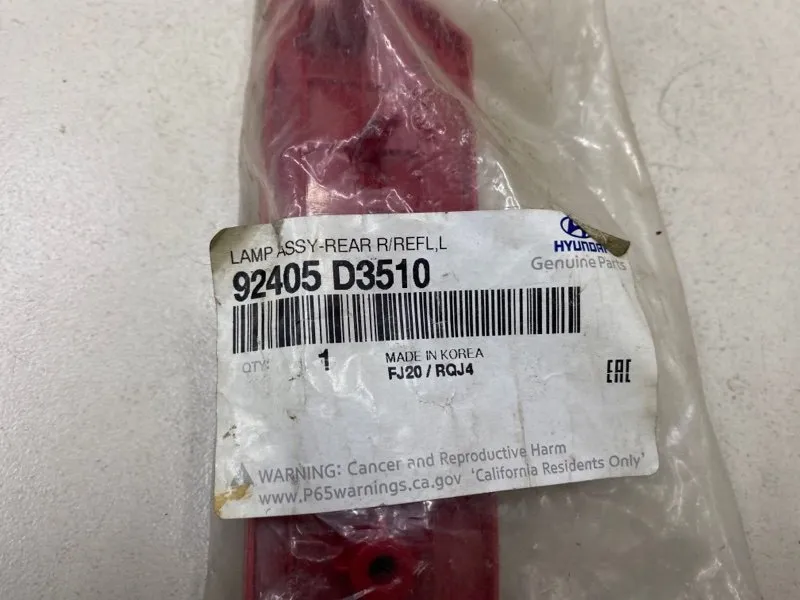 LAMP ASSY-REAR R/REFL,L
HYUNDAI
92405 D3510
Genuine Parts
QTY: 1
MADE IN KOREA
FJ20 / RQJ4
EAC
WARNING: Cancer and Reproductive Harm
www.P65warnings.ca.gov 'California Residents Only'